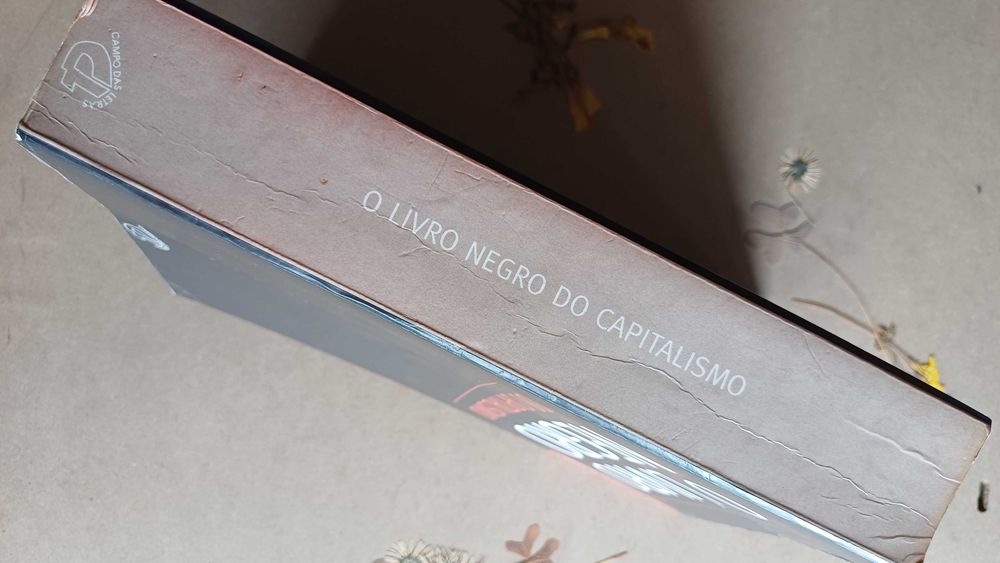 CAMPO DAS LETRAS
O LIVRO NEGRO DO CAPITALISMO